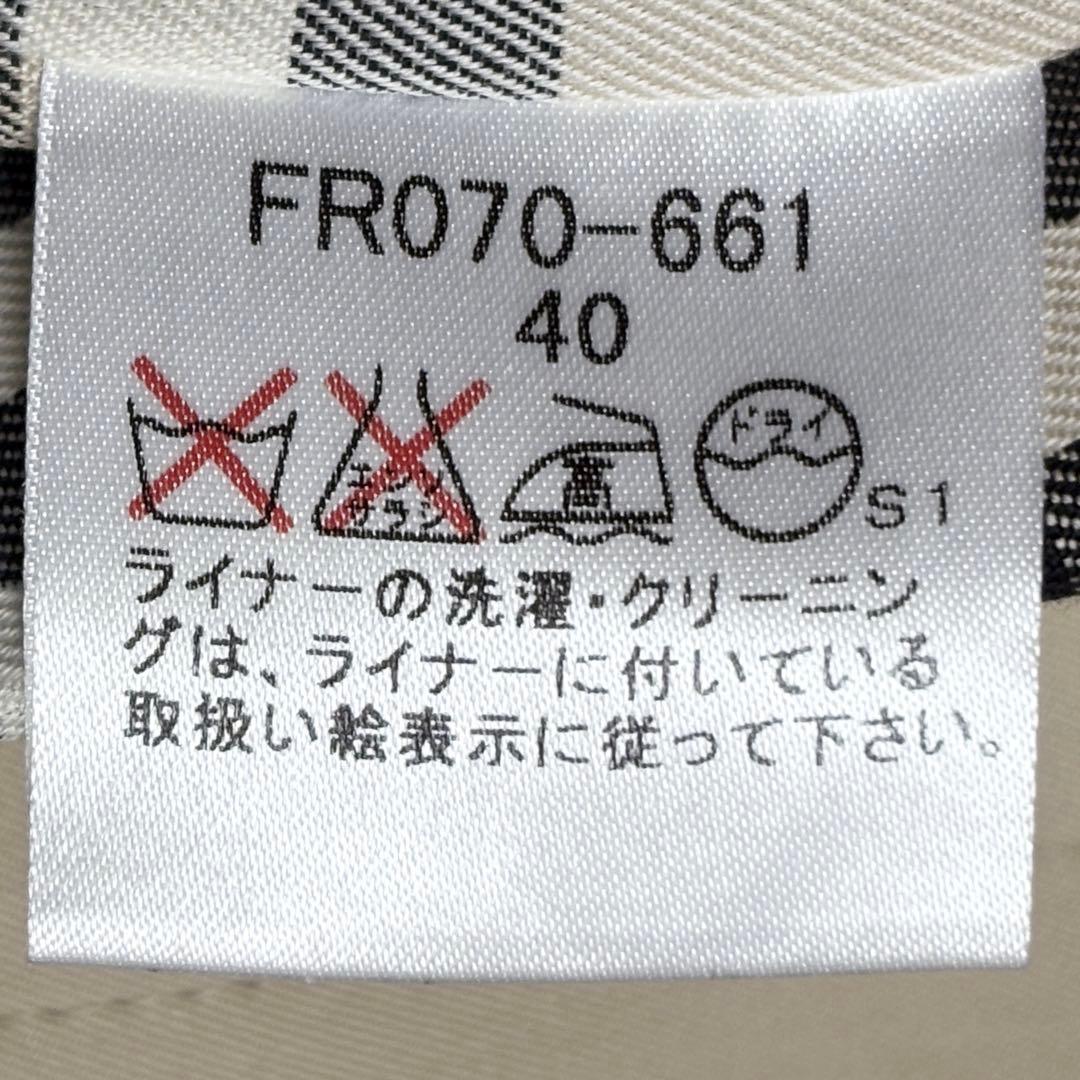 FR070-661
40
エンソ サラシ 高 ドライ S1
ライナーの洗濯・クリーニン
グは、ライナーに付いている
取扱い絵表示に従って下さい。